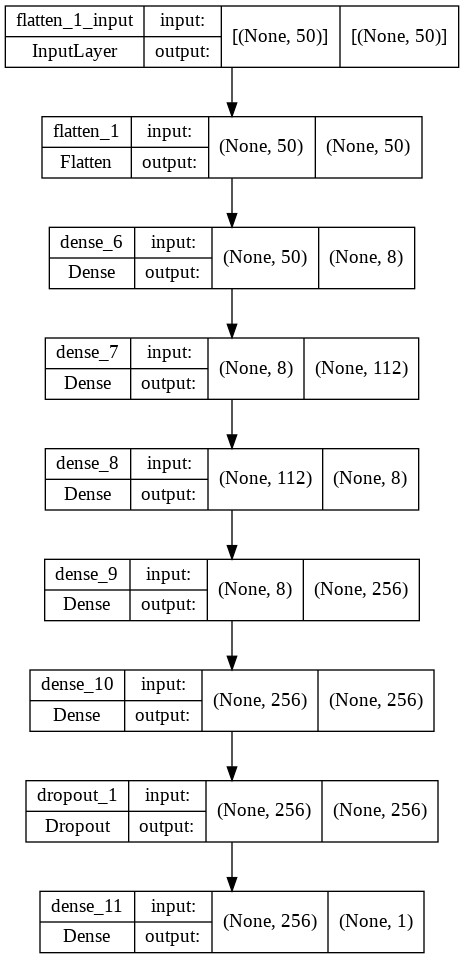 flatten_1_input input: [(None, 50)] [(None, 50)]
InputLayer output:
flatten_1 input: (None, 50) (None, 50)
Flatten output:
dense_6 input: (None, 50) (None, 8)
Dense output:
dense_7 input: (None, 8) (None, 112)
Dense output:
dense_8 input: (None, 112) (None, 8)
Dense output:
dense_9 input: (None, 8) (None, 256)
Dense output:
dense_10 input: (None, 256) (None, 256)
Dense output:
dropout_1 input: (None, 256) (None, 256)
Dropout output:
dense_11 input: (None, 256) (None, 1)
Dense output: